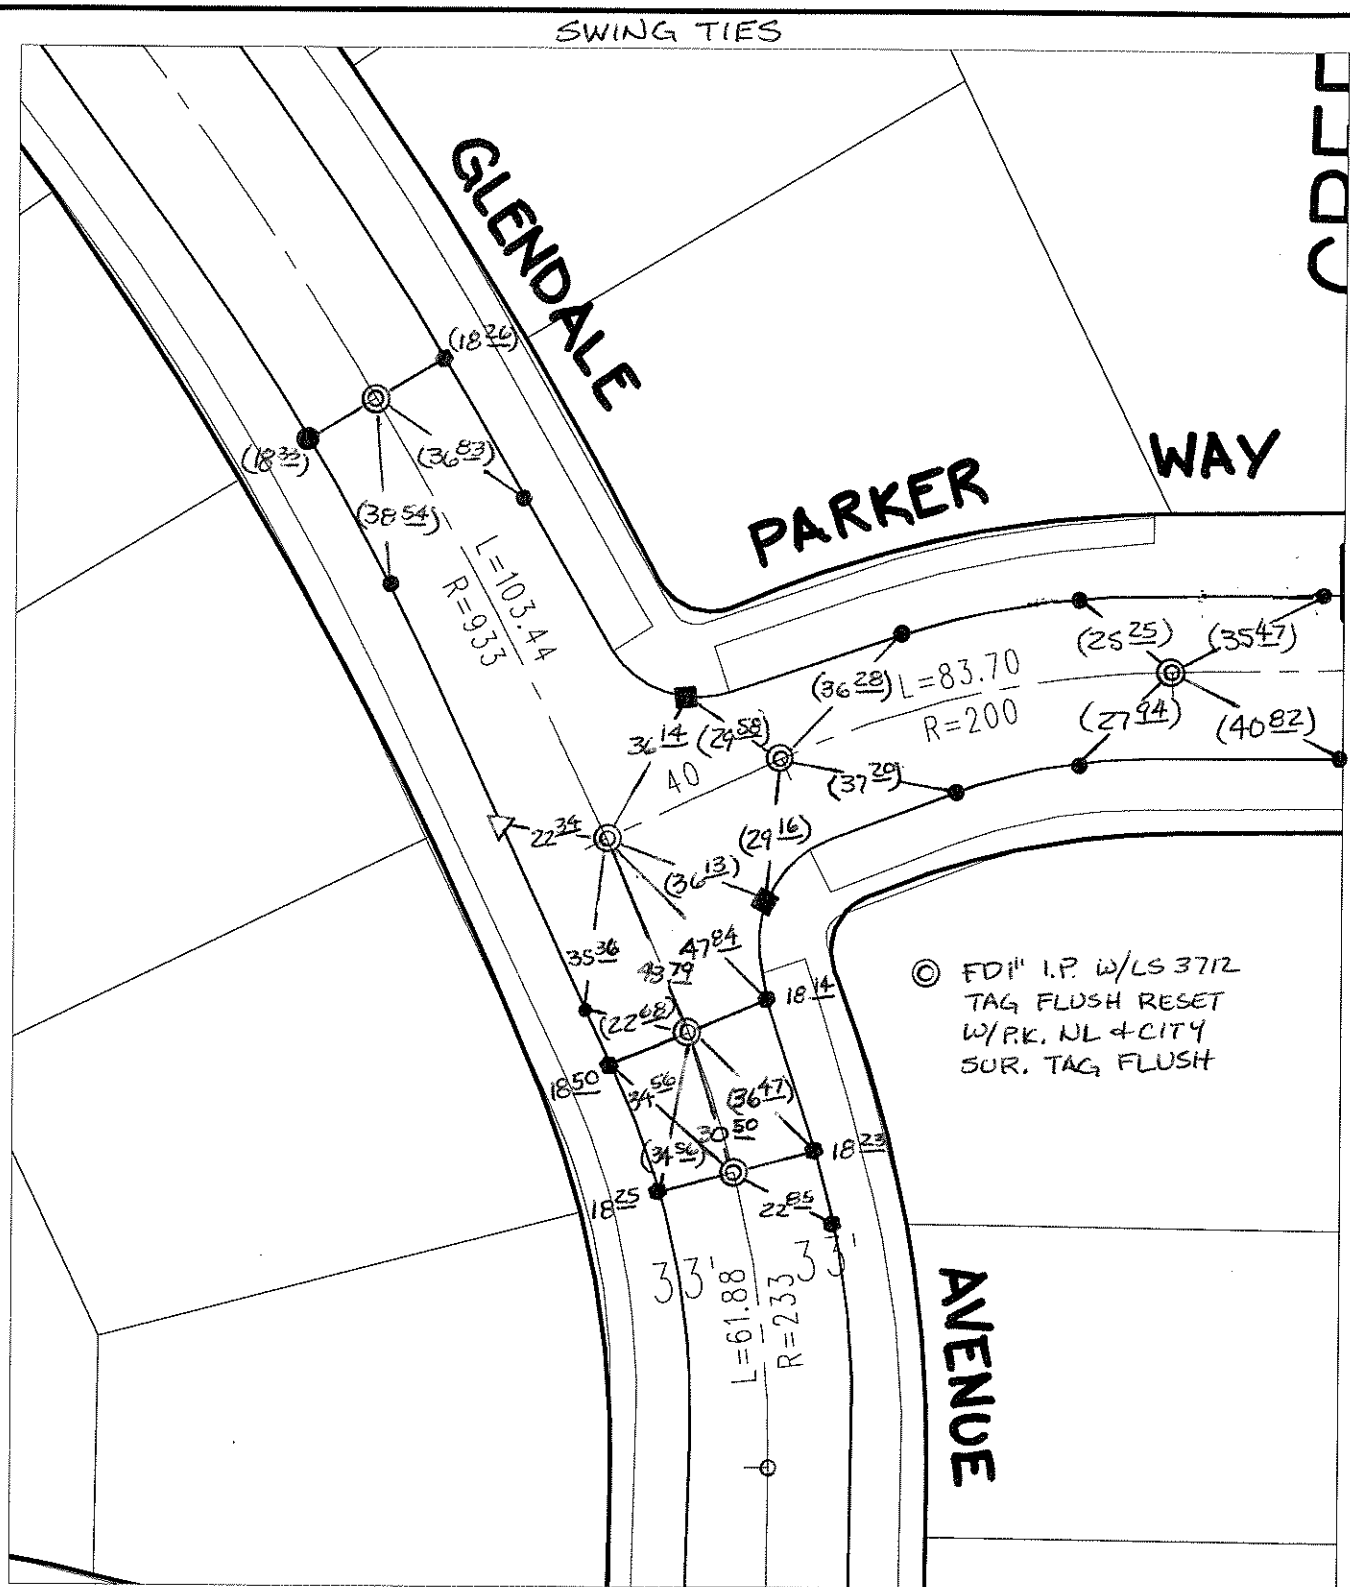 SWING TIES
GLENDALE
(18 26)
(18 33)
(36 83)
(38 54)
L=103.44
R=933
PARKER
WAY
(25 25)
(35 47)
(36 28)
L=83.70
R=200
(27 94)
(40 82)
36 14
(29 58)
40
(37 20)
22 34
(29 16)
(36 13)
35 36
47 84
43 79
18 14
(22 68)
18 50
34 56
(36 47)
30 50
(34 56)
18 23
18 25
22 85
33'
33'
L=61.88
R=233
AVENUE
FD1" I.P. W/LS 3712
TAG FLUSH RESET
W/P.K. NL & CITY
SUR. TAG FLUSH